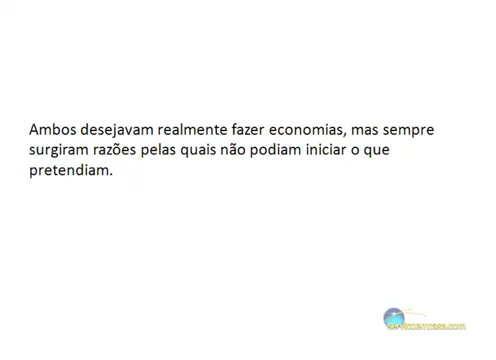 Ambos desejavam realmente fazer economias, mas sempre
surgiram razões pelas quais não podiam iniciar o que
pretendiam.